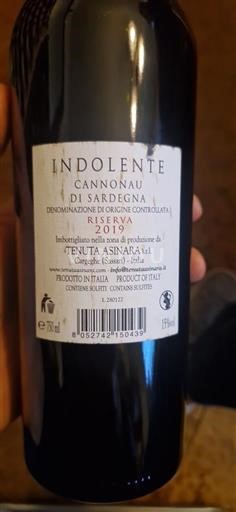 INDOLENTE
CANNONAU
DI SARDEGNA
DENOMINAZIONE DI ORIGINE CONTROLLATA
RISERVA
2019
Imbottigliato nella zona di produzione da
TENUTA ASINARA s.r.l.
Cargeghe (Sassari) - Italia
www.tenutaasinara.com - info@tenutaasinara.it
PRODOTTO IN ITALIA PRODUCT OF ITALY
CONTIENE SOLFITI CONTAINS SULFITES
L 280122
e 750 ml
15%vol
8 052742 150439